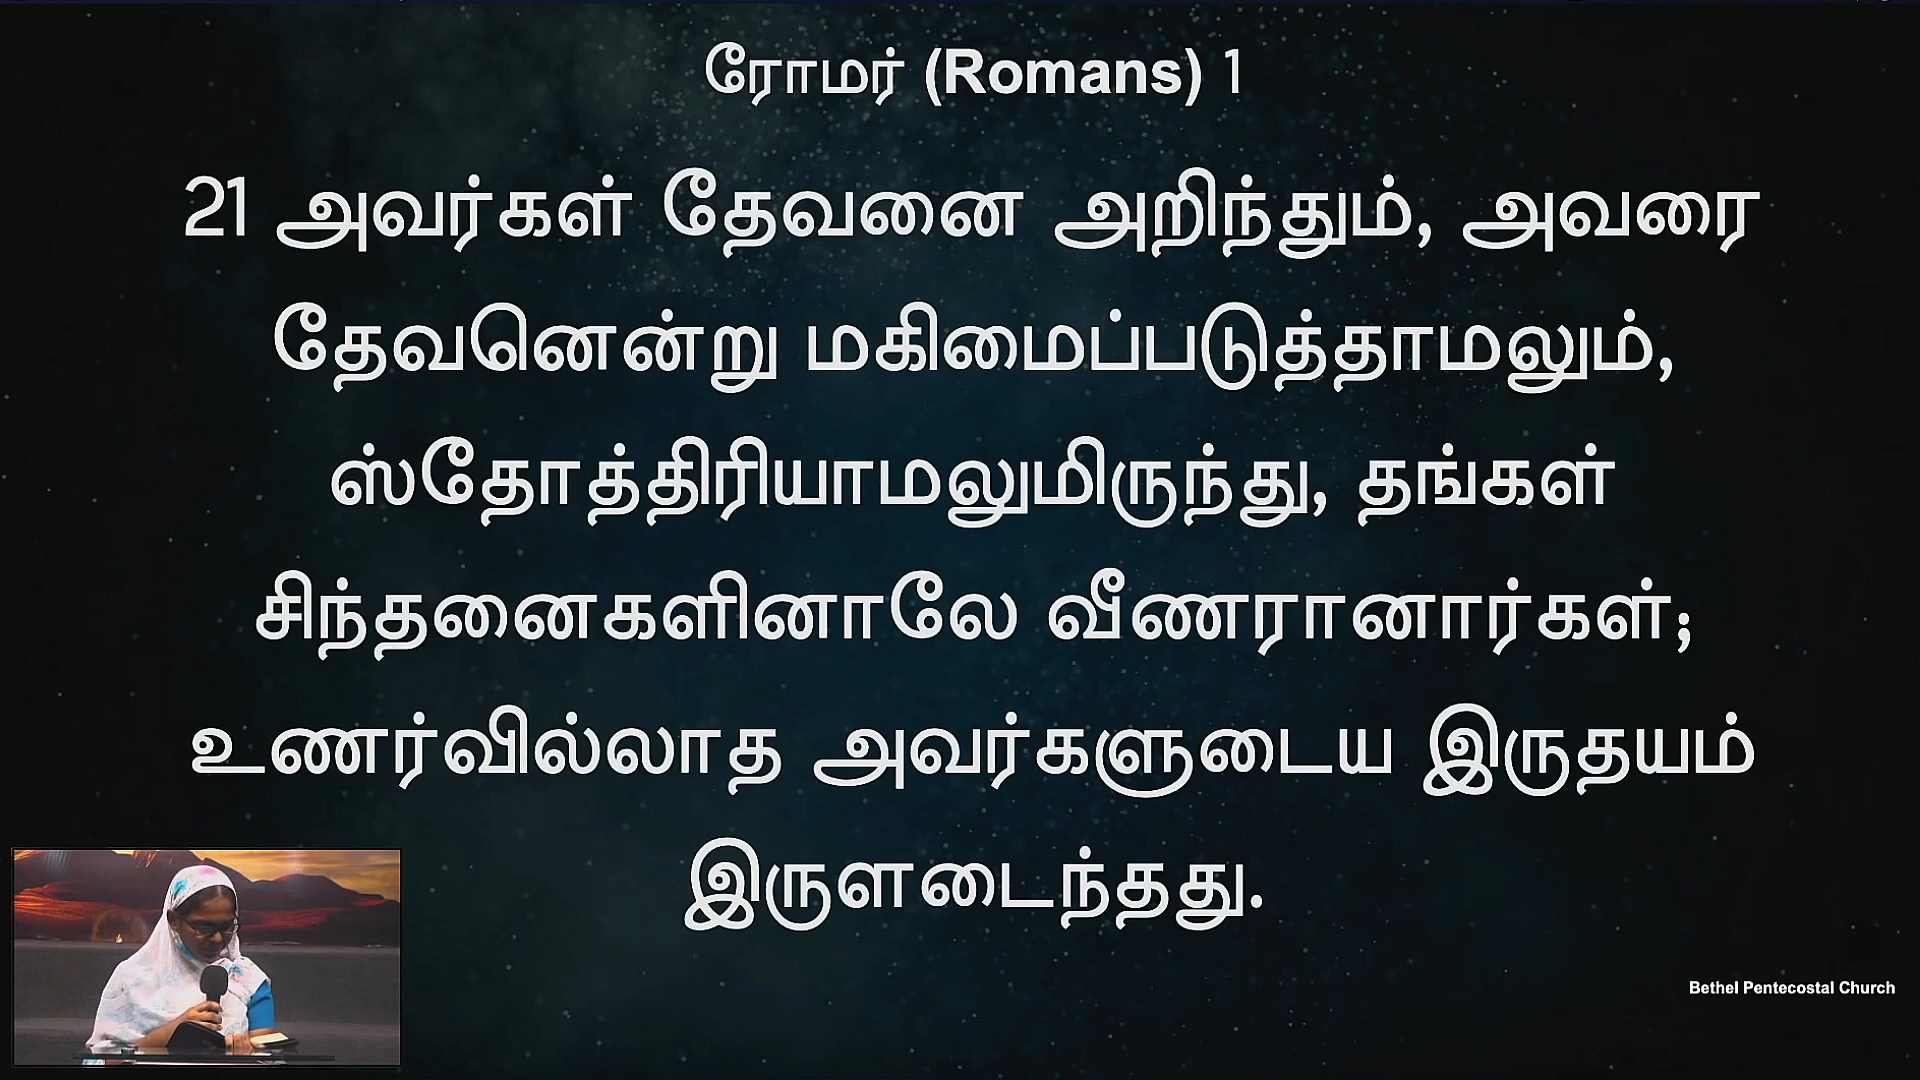 ரோமர் (Romans) 1
21 அவர்கள் தேவனை அறிந்தும், அவரை
தேவனென்று மகிமைப்படுத்தாமலும்,
ஸ்தோத்திரியாமலுமிருந்து, தங்கள்
சிந்தனைகளினாலே வீணரானார்கள்;
உணர்வில்லாத அவர்களுடைய இருதயம்
இருளடைந்தது.
Bethel Pentecostal Church